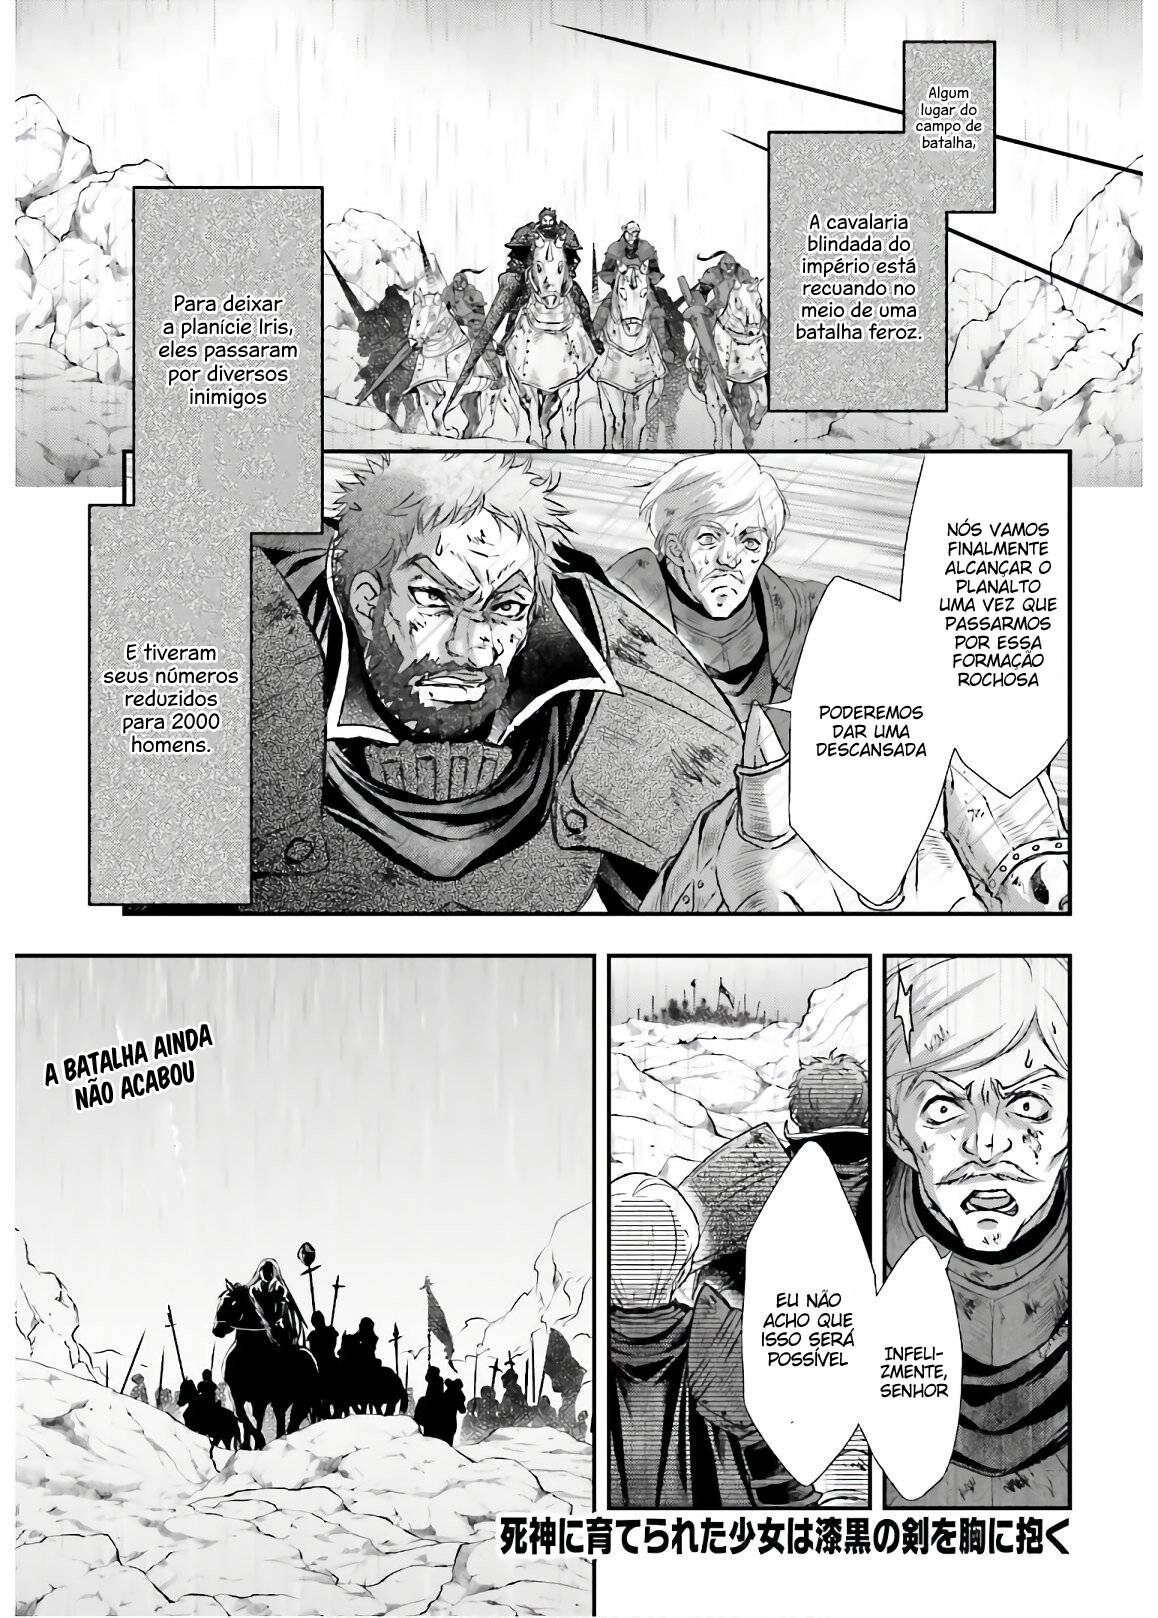 Algum
lugar do
campo de
batalha,
A cavalaria
blindada do
império está
recuando no
meio de uma
batalha feroz.
Para deixar
a planície Iris,
eles passaram
por diversos
inimigos
E tiveram
seus números
reduzidos
para 2000
homens.
NÓS VAMOS
FINALMENTE
ALCANÇAR O
PLANALTO
UMA VEZ QUE
PASSARMOS
POR ESSA
FORMAÇÃO
ROCHOSA
PODEREMOS
DAR UMA
DESCANSADA
INFELI-
ZMENTE,
SENHOR
EU NÃO
ACHO QUE
ISSO SERÁ
POSSÍVEL
A BATALHA AINDA
NÃO ACABOU
死神に育てられた少女は漆黒の剣を胸に抱く